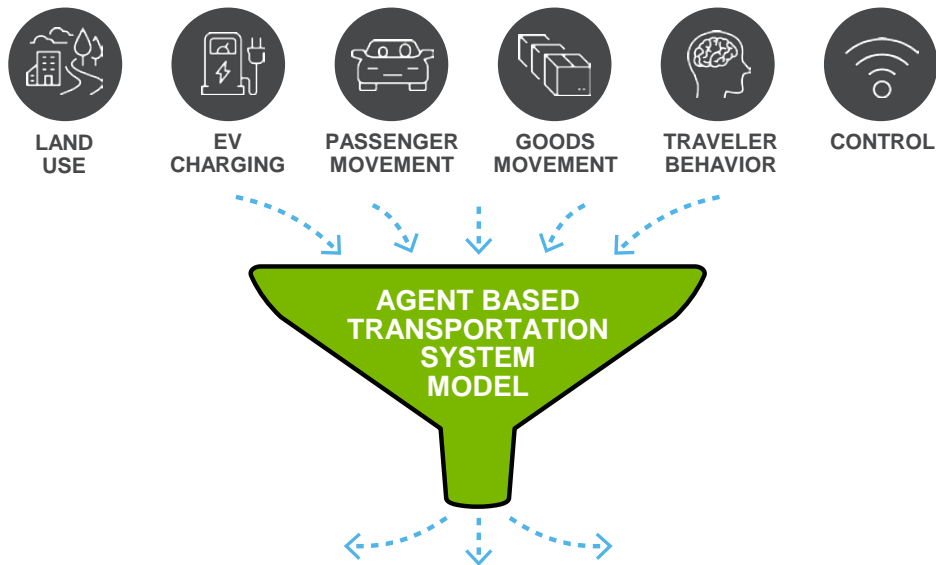 LAND
USE
EV
CHARGING
PASSENGER
MOVEMENT
GOODS
MOVEMENT
TRAVELER
BEHAVIOR
CONTROL
AGENT BASED
TRANSPORTATION
SYSTEM
MODEL